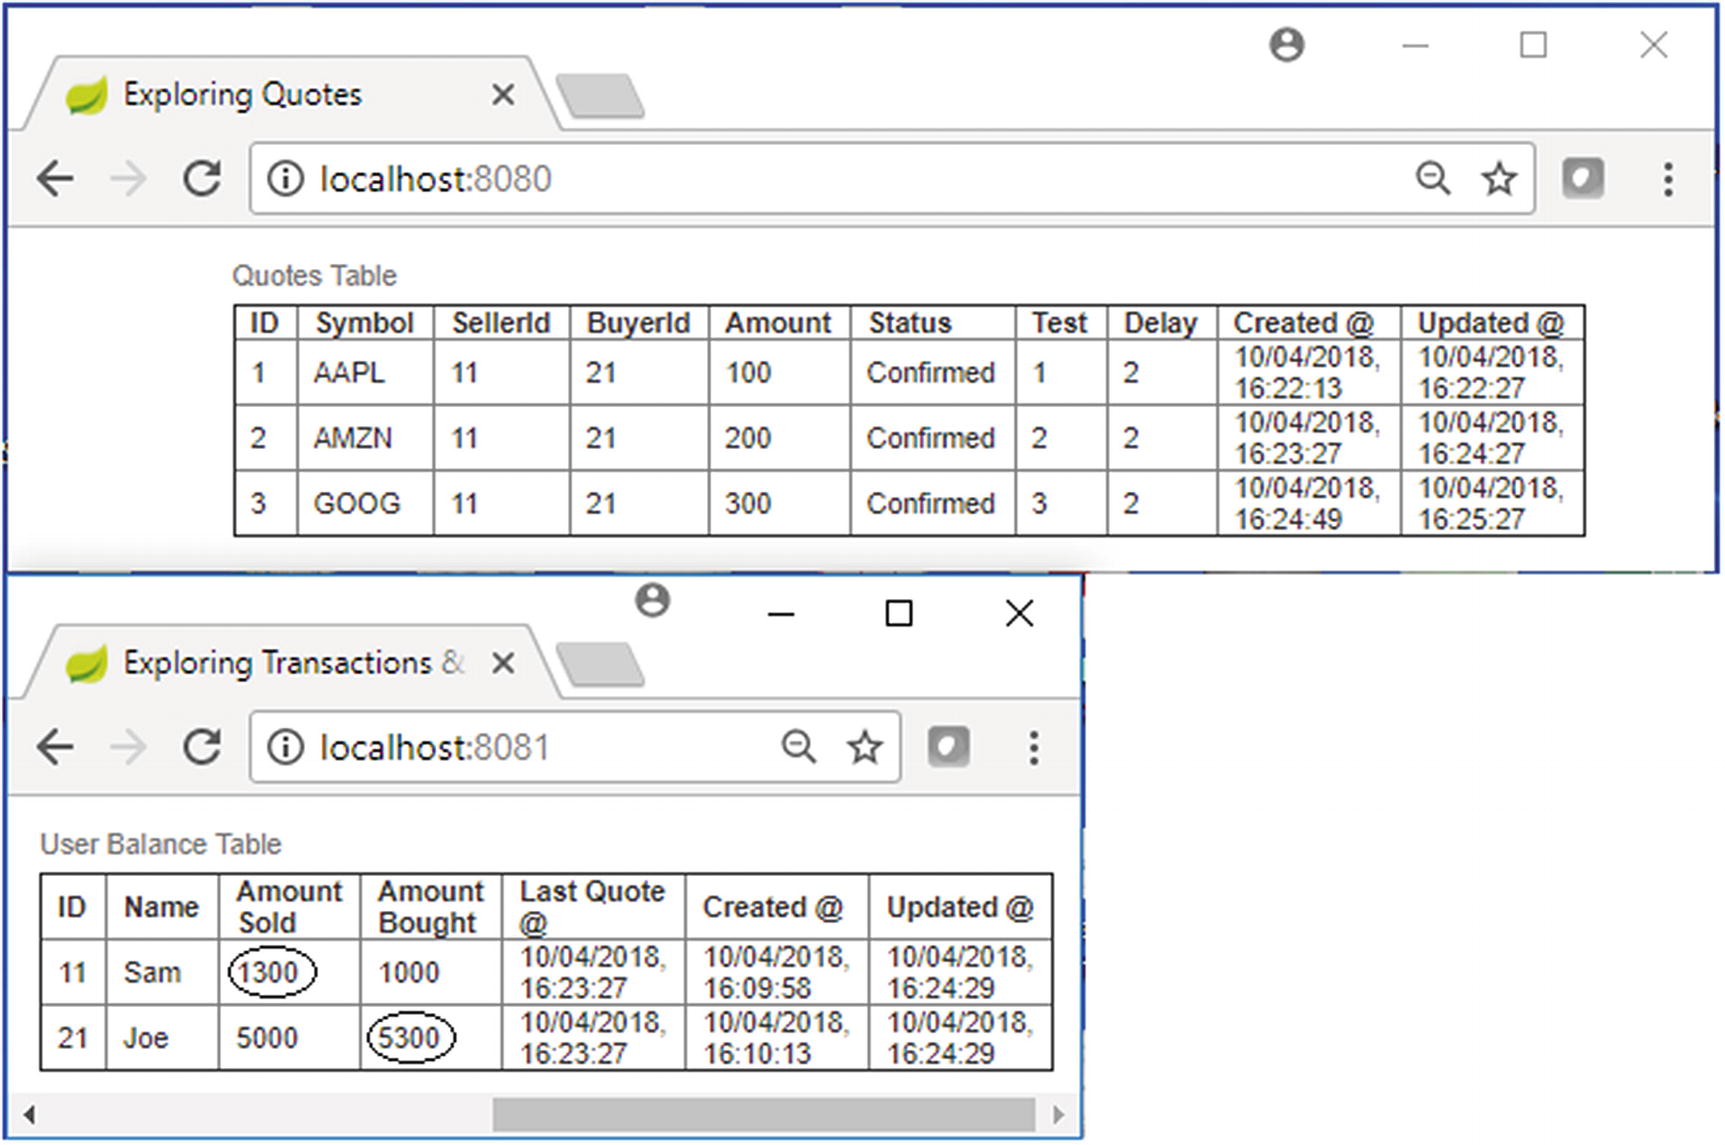 Exploring Quotes
localhost:8080
Quotes Table
ID Symbol SellerId BuyerId Amount Status Test Delay Created @ Updated @
1 AAPL 11 21 100 Confirmed 1 2 10/04/2018, 16:22:13 10/04/2018, 16:22:27
2 AMZN 11 21 200 Confirmed 2 2 10/04/2018, 16:23:27 10/04/2018, 16:24:27
3 GOOG 11 21 300 Confirmed 3 2 10/04/2018, 16:24:49 10/04/2018, 16:25:27
Exploring Transactions &
localhost:8081
User Balance Table
ID Name Amount Sold Amount Bought Last Quote @ Created @ Updated @
11 Sam 1300 1000 10/04/2018, 16:23:27 10/04/2018, 16:09:58 10/04/2018, 16:24:29
21 Joe 5000 5300 10/04/2018, 16:23:27 10/04/2018, 16:10:13 10/04/2018, 16:24:29